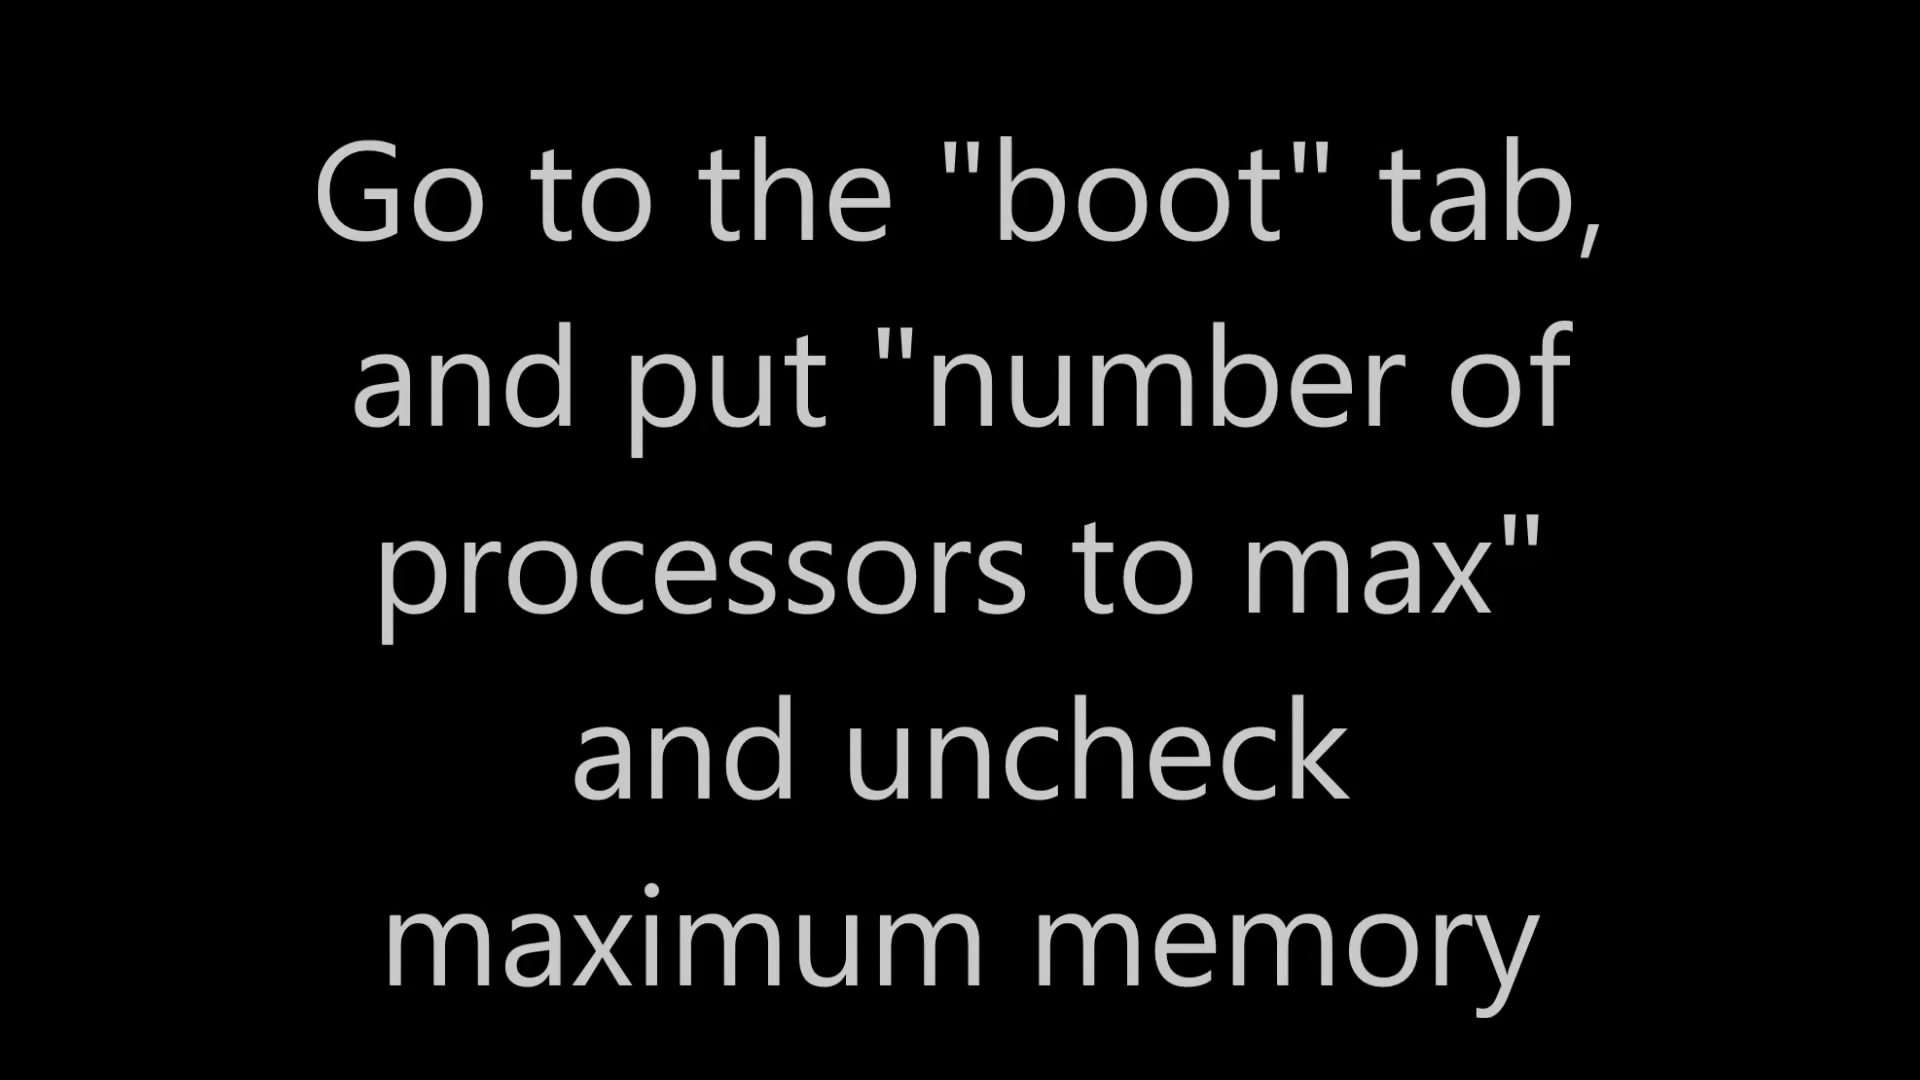 Go to the "boot" tab,
and put "number of
processors to max"
and uncheck
maximum memory